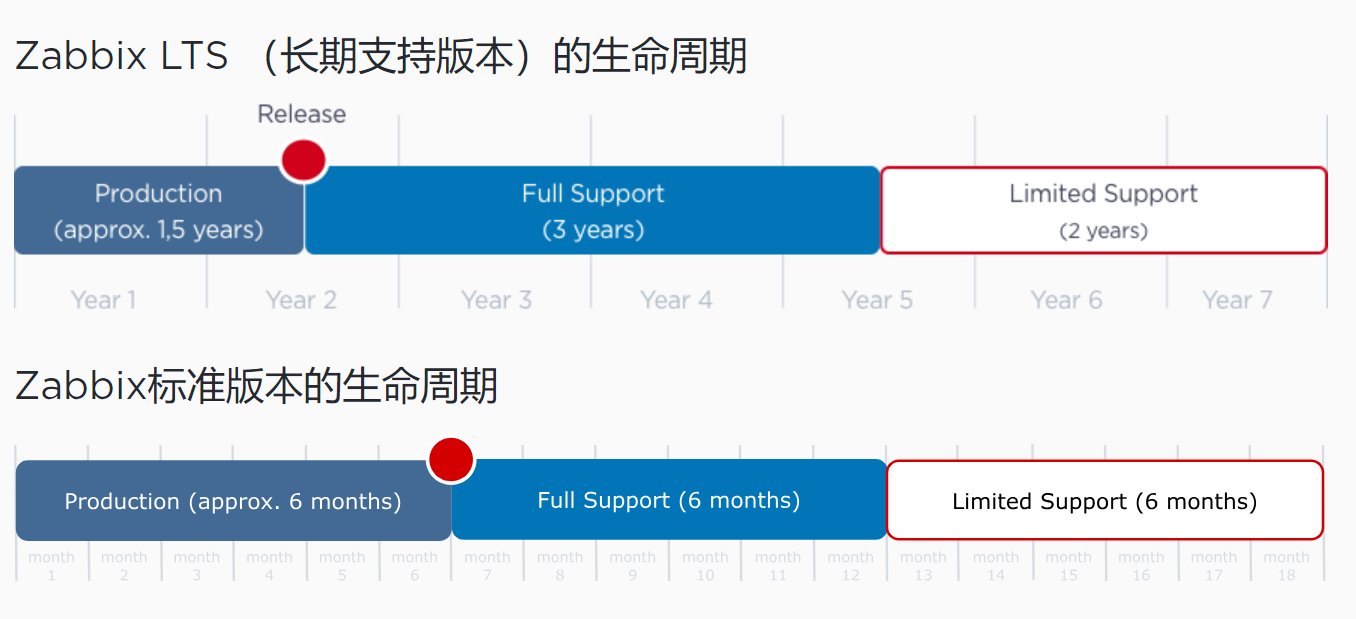 Zabbix LTS （长期支持版本）的生命周期
Release
Production
(approx. 1,5 years)
Full Support
(3 years)
Limited Support
(2 years)
Year 1
Year 2
Year 3
Year 4
Year 5
Year 6
Year 7
Zabbix标准版本的生命周期
Production (approx. 6 months)
Full Support (6 months)
Limited Support (6 months)
month
1
month
2
month
3
month
4
month
5
month
6
month
7
month
8
month
9
month
10
month
11
month
12
month
13
month
14
month
15
month
16
month
17
month
18